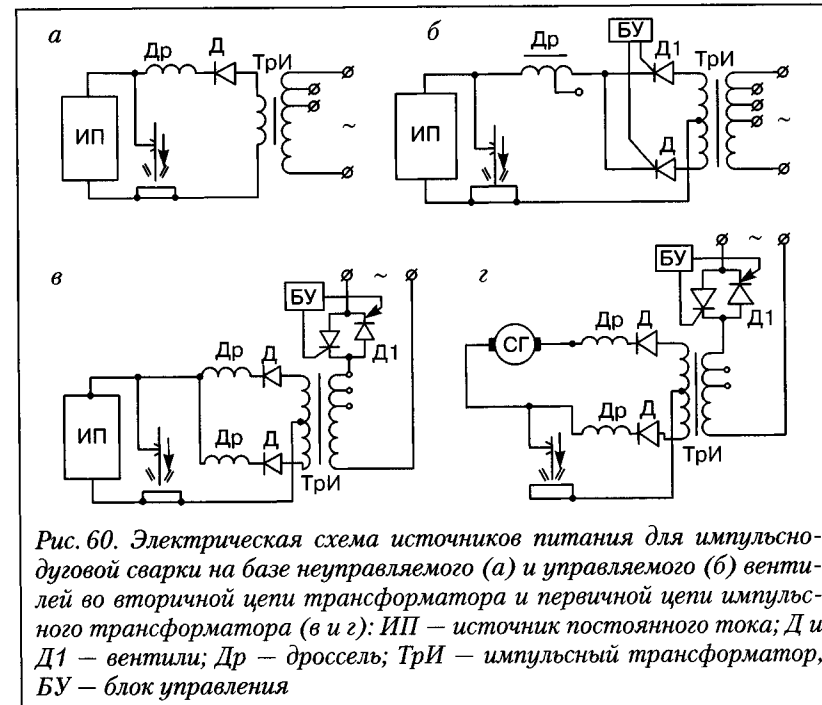 а
Др
Д
ТрИ
ИП
~
б
БУ
Др
Д1
ТрИ
ИП
Д
~
в
БУ
~
Д1
Др
Д
ИП
Др
Д
ТрИ
г
БУ
~
Д1
СГ
Др
Д
Др
Д
ТрИ
Рис. 60. Электрическая схема источников питания для импульсно-
дуговой сварки на базе неуправляемого (а) и управляемого (б) венти-
лей во вторичной цепи трансформатора и первичной цепи импульс-
ного трансформатора (в и г): ИП — источник постоянного тока; Д и
Д1 — вентили; Др — дроссель; ТрИ — импульсный трансформатор,
БУ — блок управления